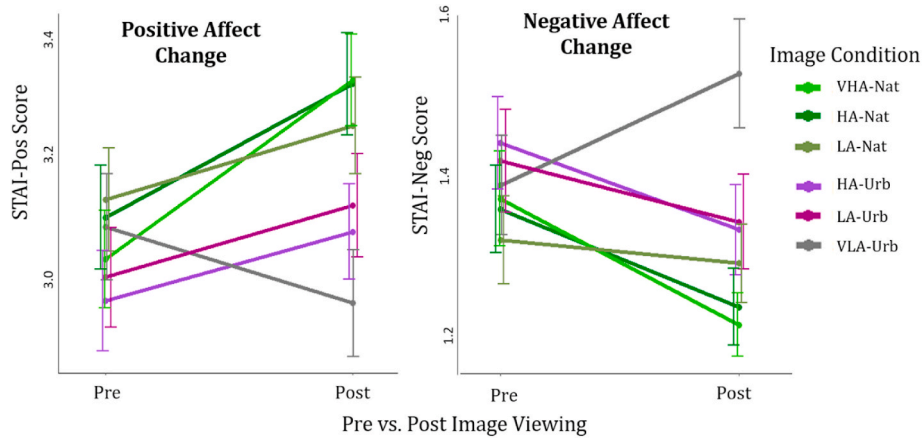 Positive Affect
Change
STAI-Pos Score
3.4
3.2
3.0
Pre
Post
Negative Affect
Change
STAI-Neg Score
1.6
1.4
1.2
Pre
Post
Pre vs. Post Image Viewing
Image Condition
VHA-Nat
HA-Nat
LA-Nat
HA-Urb
LA-Urb
VLA-Urb